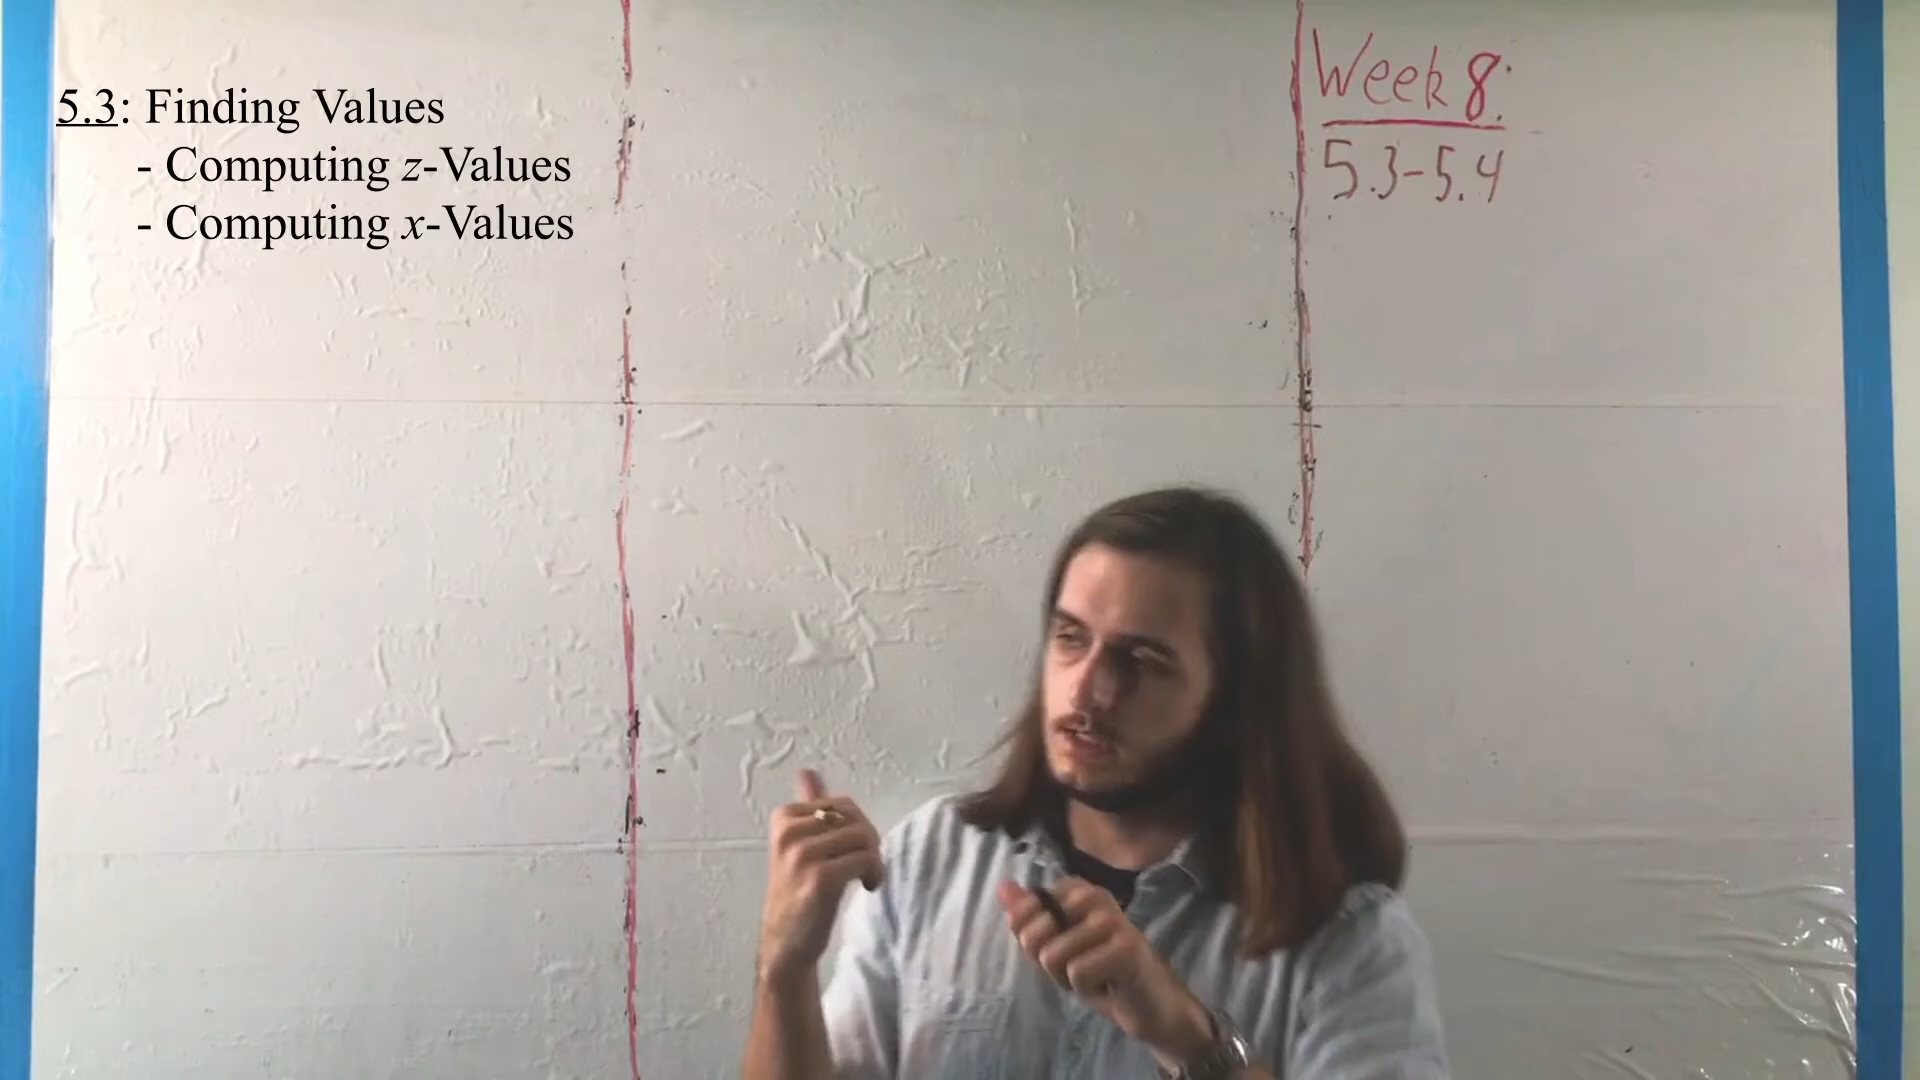 5.3: Finding Values
- Computing z-Values
- Computing x-Values
Week 8:
5.3-5.4